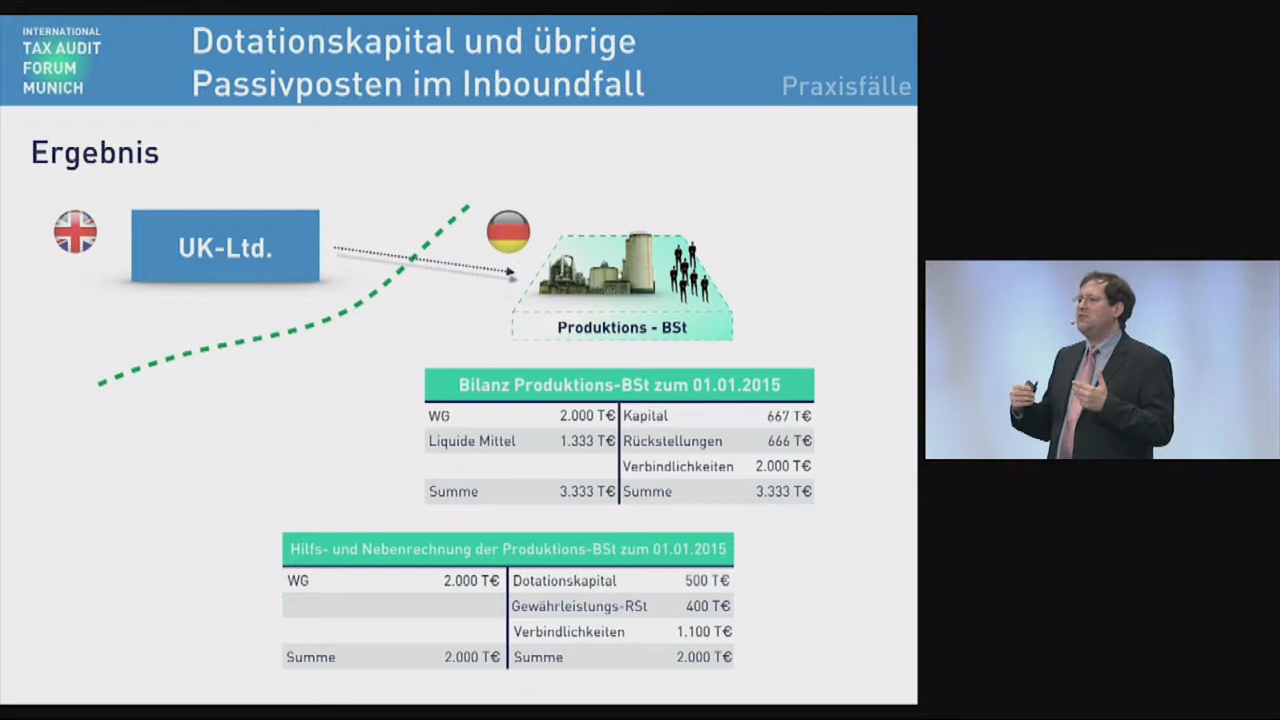 INTERNATIONAL
TAX AUDIT
FORUM
MUNICH
Dotationskapital und übrige
Passivposten im Inboundfall
Praxisfälle
Ergebnis
UK-Ltd.
Produktions - BSt
Bilanz Produktions-BSt zum 01.01.2015
WG 2.000 T€ Kapital 667 T€
Liquide Mittel 1.333 T€ Rückstellungen 666 T€
Verbindlichkeiten 2.000 T€
Summe 3.333 T€ Summe 3.333 T€
Hilfs- und Nebenrechnung der Produktions-BSt zum 01.01.2015
WG 2.000 T€ Dotationskapital 500 T€
Gewährleistungs-RSt 400 T€
Verbindlichkeiten 1.100 T€
Summe 2.000 T€ Summe 2.000 T€